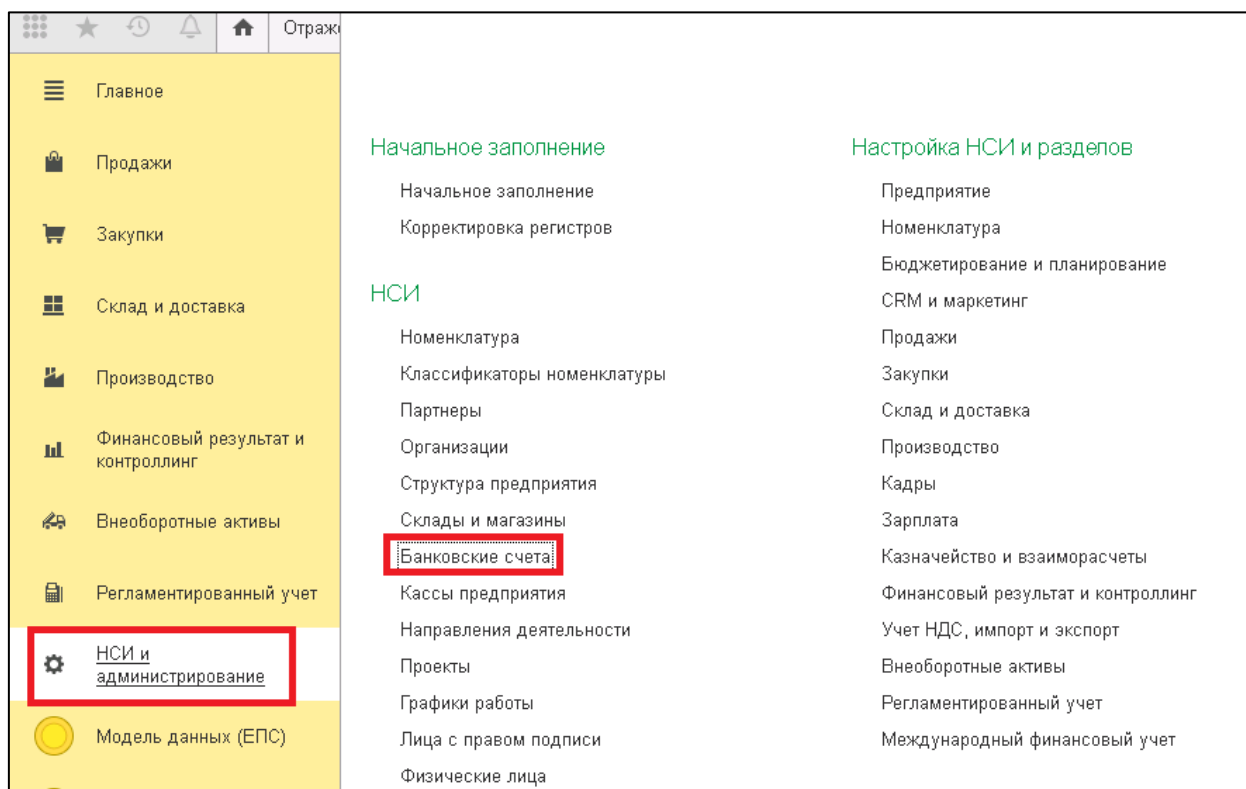 Отраж
Главное
Продажи
Закупки
Склад и доставка
Производство
Финансовый результат и
контроллинг
Внеоборотные активы
Регламентированный учет
НСИ и
администрирование
Модель данных (ЕПС)
Начальное заполнение
Начальное заполнение
Корректировка регистров
НСИ
Номенклатура
Классификаторы номенклатуры
Партнеры
Организации
Структура предприятия
Склады и магазины
Банковские счета
Кассы предприятия
Направления деятельности
Проекты
Графики работы
Лица с правом подписи
Физические лица
Настройка НСИ и разделов
Предприятие
Номенклатура
Бюджетирование и планирование
CRM и маркетинг
Продажи
Закупки
Склад и доставка
Производство
Кадры
Зарплата
Казначейство и взаиморасчеты
Финансовый результат и контроллинг
Учет НДС, импорт и экспорт
Внеоборотные активы
Регламентированный учет
Международный финансовый учет